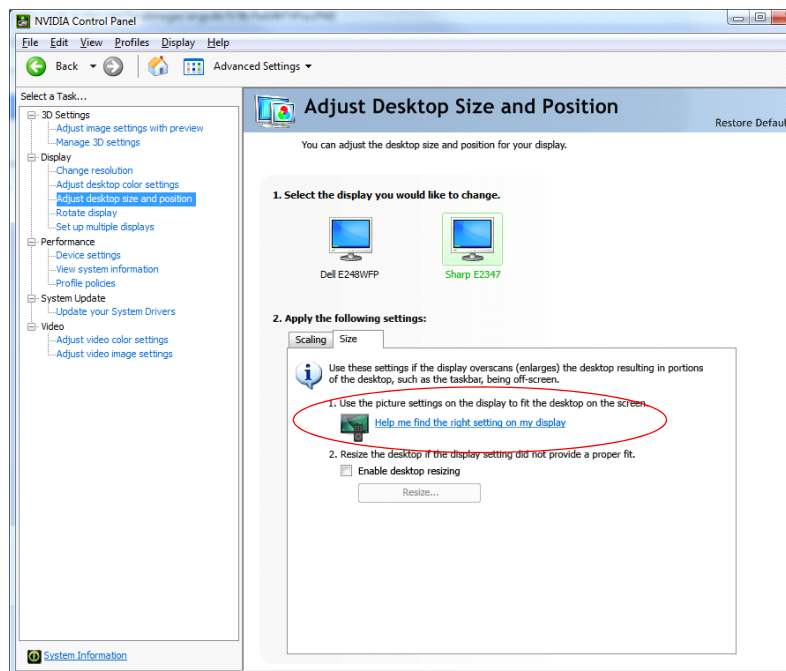 NVIDIA Control Panel
File Edit View Profiles Display Help
Back Advanced Settings
Select a Task...
3D Settings
Adjust image settings with preview
Manage 3D settings
Display
Change resolution
Adjust desktop color settings
Adjust desktop size and position
Rotate display
Set up multiple displays
Performance
Device settings
View system information
Profile policies
System Update
Update your System Drivers
Video
Adjust video color settings
Adjust video image settings
System Information
Adjust Desktop Size and Position
Restore Defaul
You can adjust the desktop size and position for your display.
1. Select the display you would like to change.
Dell E248WFP Sharp E2347
2. Apply the following settings:
Scaling Size
Use these settings if the display overscans (enlarges) the desktop resulting in portions
of the desktop, such as the taskbar, being off-screen.
1. Use the picture settings on the display to fit the desktop on the screen.
Help me find the right setting on my display
2. Resize the desktop if the display setting did not provide a proper fit.
Enable desktop resizing
Resize...